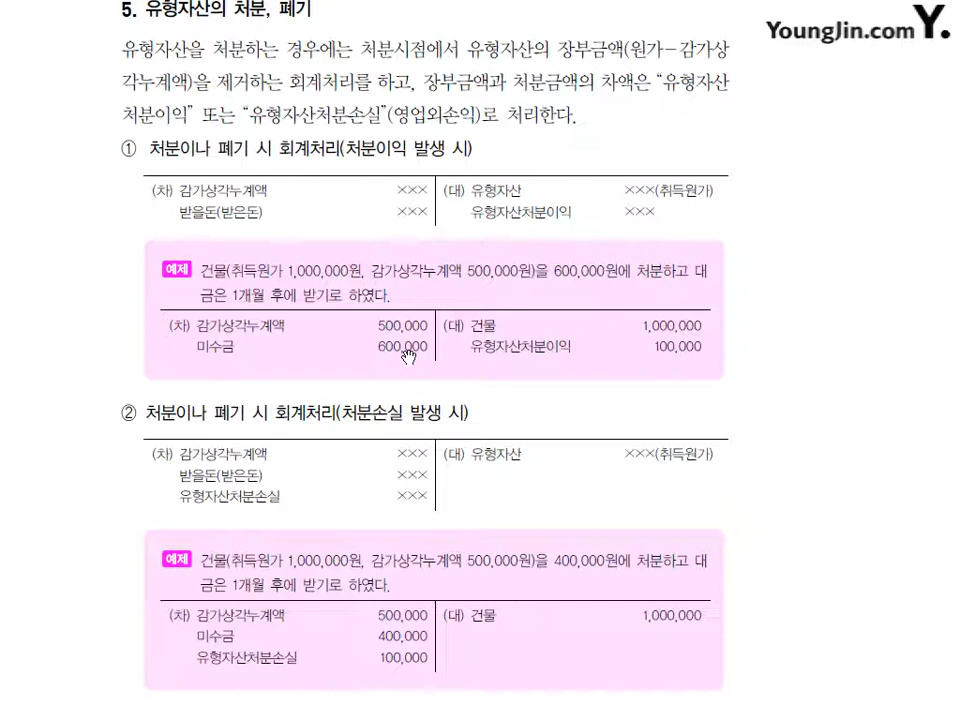 5. 유형자산의 처분, 폐기
YoungJin.com Y.
유형자산을 처분하는 경우에는 처분시점에서 유형자산의 장부금액(원가-감가상
각누계액)을 제거하는 회계처리를 하고, 장부금액과 처분금액의 차액은 “유형자산
처분이익” 또는 “유형자산처분손실”(영업외손익)로 처리한다.
① 처분이나 폐기 시 회계처리(처분이익 발생 시)
(차) 감가상각누계액 ××× (대) 유형자산 ×××(취득원가)
받을돈(받은돈) ××× 유형자산처분이익 ×××
예제 건물(취득원가 1,000,000원, 감가상각누계액 500,000원)을 600,000원에 처분하고 대
금은 1개월 후에 받기로 하였다.
(차) 감가상각누계액 500,000 (대) 건물 1,000,000
미수금 600,000 유형자산처분이익 100,000
② 처분이나 폐기 시 회계처리(처분손실 발생 시)
(차) 감가상각누계액 ××× (대) 유형자산 ×××(취득원가)
받을돈(받은돈) ×××
유형자산처분손실 ×××
예제 건물(취득원가 1,000,000원, 감가상각누계액 500,000원)을 400,000원에 처분하고 대
금은 1개월 후에 받기로 하였다.
(차) 감가상각누계액 500,000 (대) 건물 1,000,000
미수금 400,000
유형자산처분손실 100,000